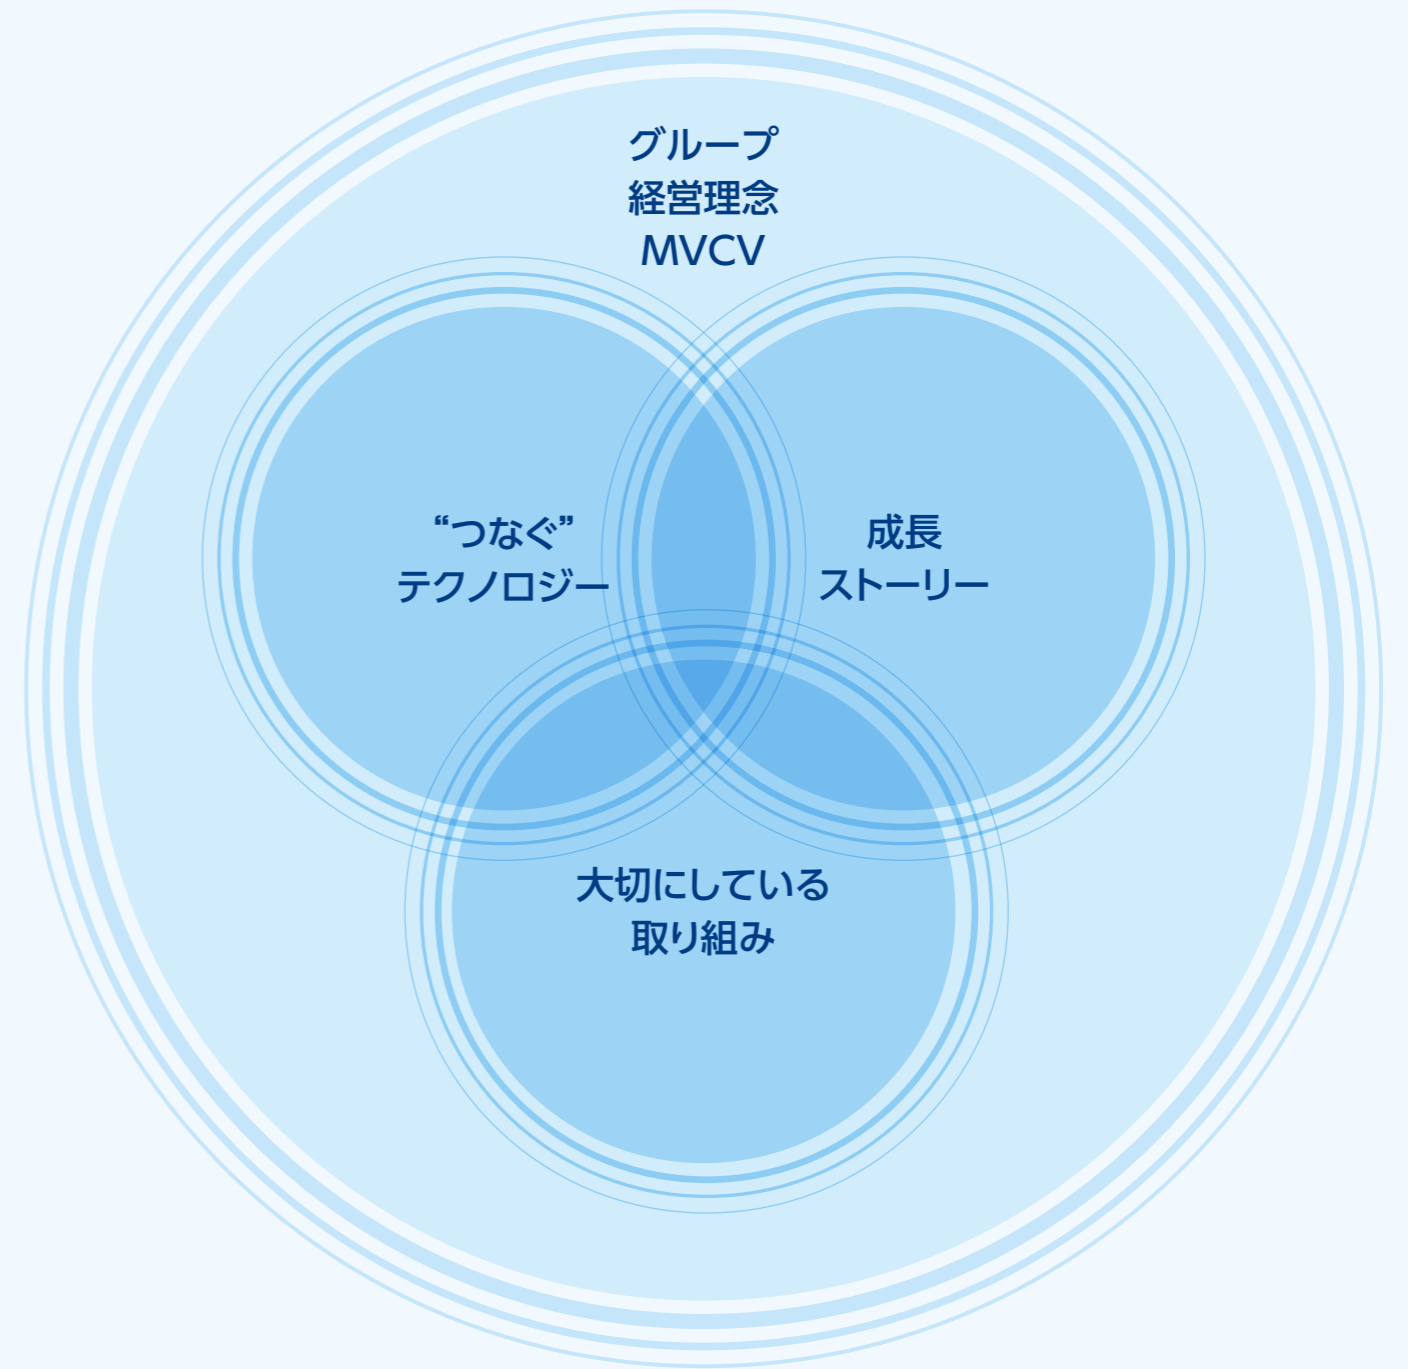 グループ
経営理念
MVCV
“つなぐ”
テクノロジー
成長
ストーリー
大切にしている
取り組み